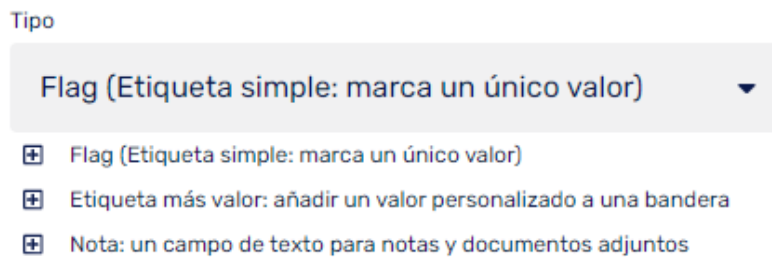 Tipo
Flag (Etiqueta simple: marca un único valor)
Flag (Etiqueta simple: marca un único valor)
Etiqueta más valor: añadir un valor personalizado a una bandera
Nota: un campo de texto para notas y documentos adjuntos